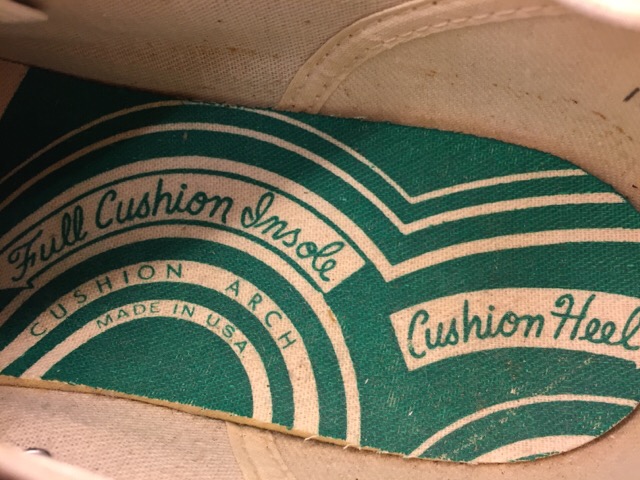 Full Cushion Insole
CUSHION ARCH
MADE IN USA
Cushion Heel